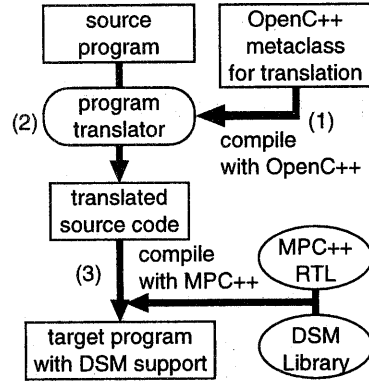 source
program
OpenC++
metaclass
for translation
(2)
program
translator
(1)
compile
with OpenC++
translated
source code
(3)
compile
with MPC++
MPC++
RTL
target program
with DSM support
DSM
Library